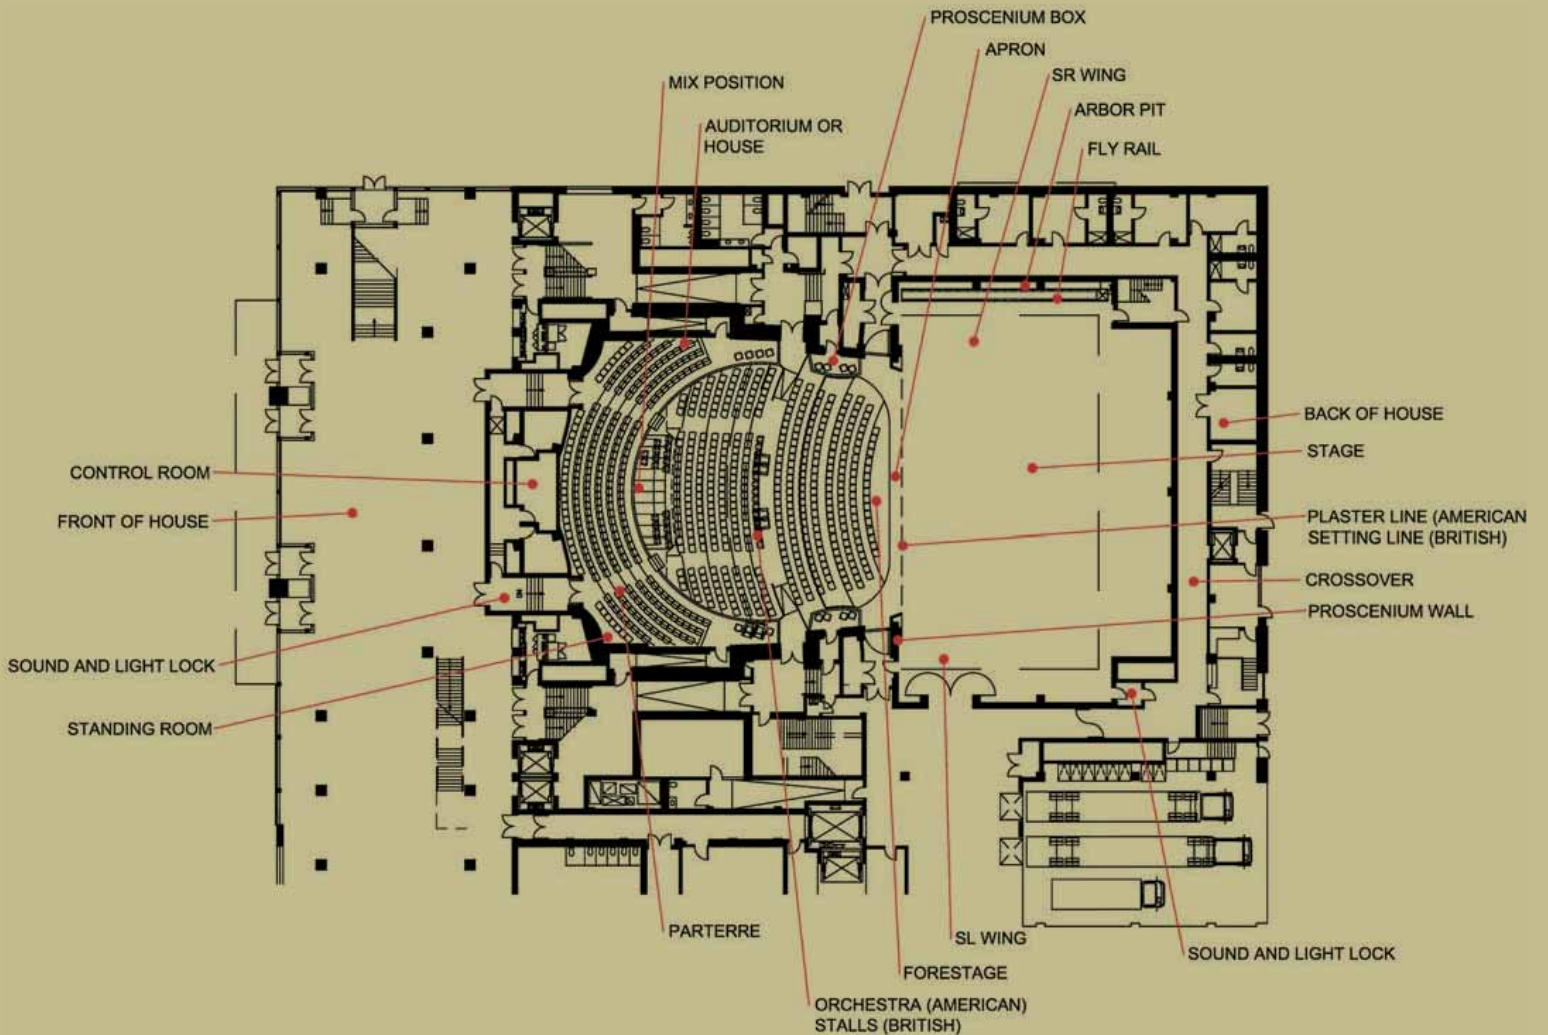 PROSCENIUM BOX
APRON
SR WING
MIX POSITION
ARBOR PIT
AUDITORIUM OR
HOUSE
FLY RAIL
BACK OF HOUSE
STAGE
CONTROL ROOM
FRONT OF HOUSE
PLASTER LINE (AMERICAN
SETTING LINE (BRITISH)
CROSSOVER
PROSCENIUM WALL
SOUND AND LIGHT LOCK
STANDING ROOM
PARTERRE
SL WING
SOUND AND LIGHT LOCK
FORESTAGE
ORCHESTRA (AMERICAN)
STALLS (BRITISH)